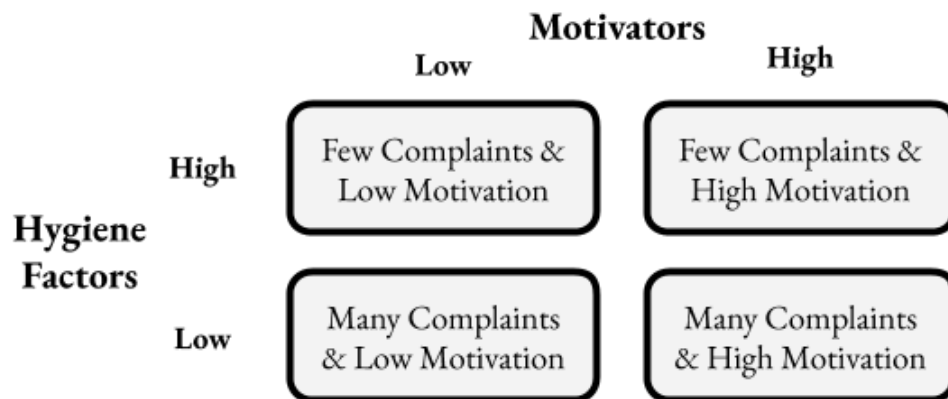 Motivators
Low
High
High
Few Complaints &
Low Motivation
Few Complaints &
High Motivation
Hygiene
Factors
Low
Many Complaints
& Low Motivation
Many Complaints
& High Motivation